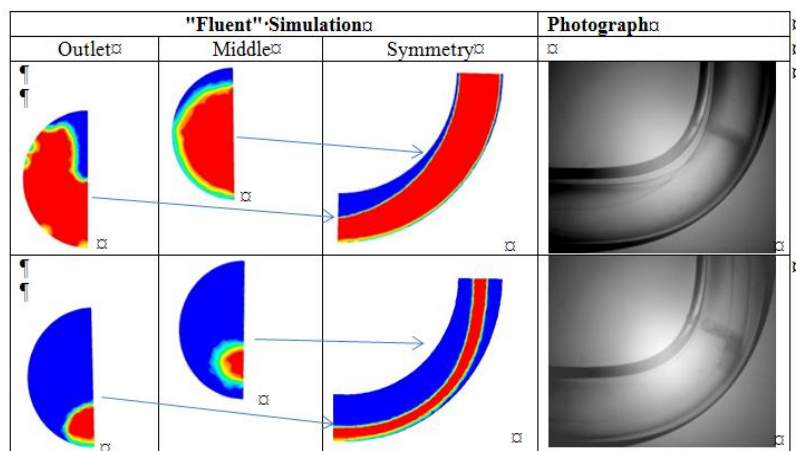 "Fluent"·Simulation¤ Photograph¤ ¤
Outlet¤ Middle¤ Symmetry¤ ¤ ¤
¶ ¤
¶
¤
¤ ¤ ¤
¶ ¤
¶
¤
¤ ¤ ¤